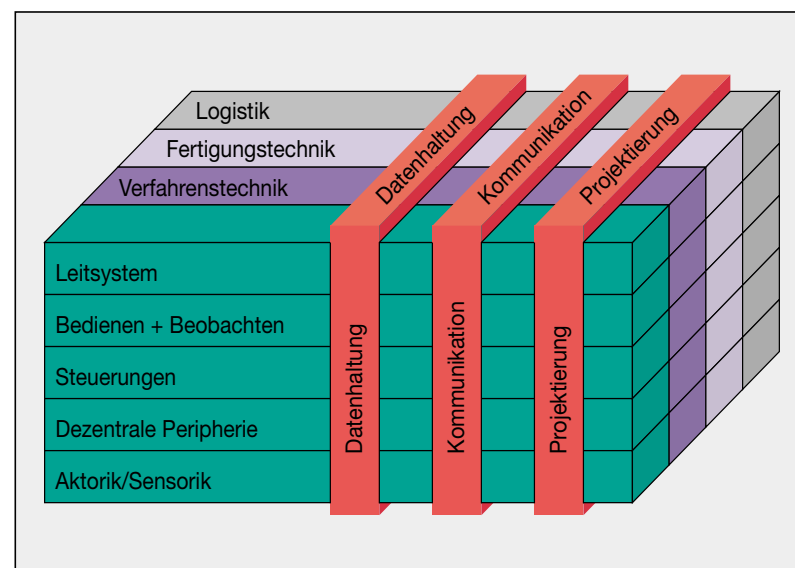 Logistik
Fertigungstechnik
Verfahrenstechnik
Datenhaltung
Kommunikation
Projektierung
Leitsystem
Bedienen + Beobachten
Steuerungen
Dezentrale Peripherie
Aktorik/Sensorik
Datenhaltung
Kommunikation
Projektierung